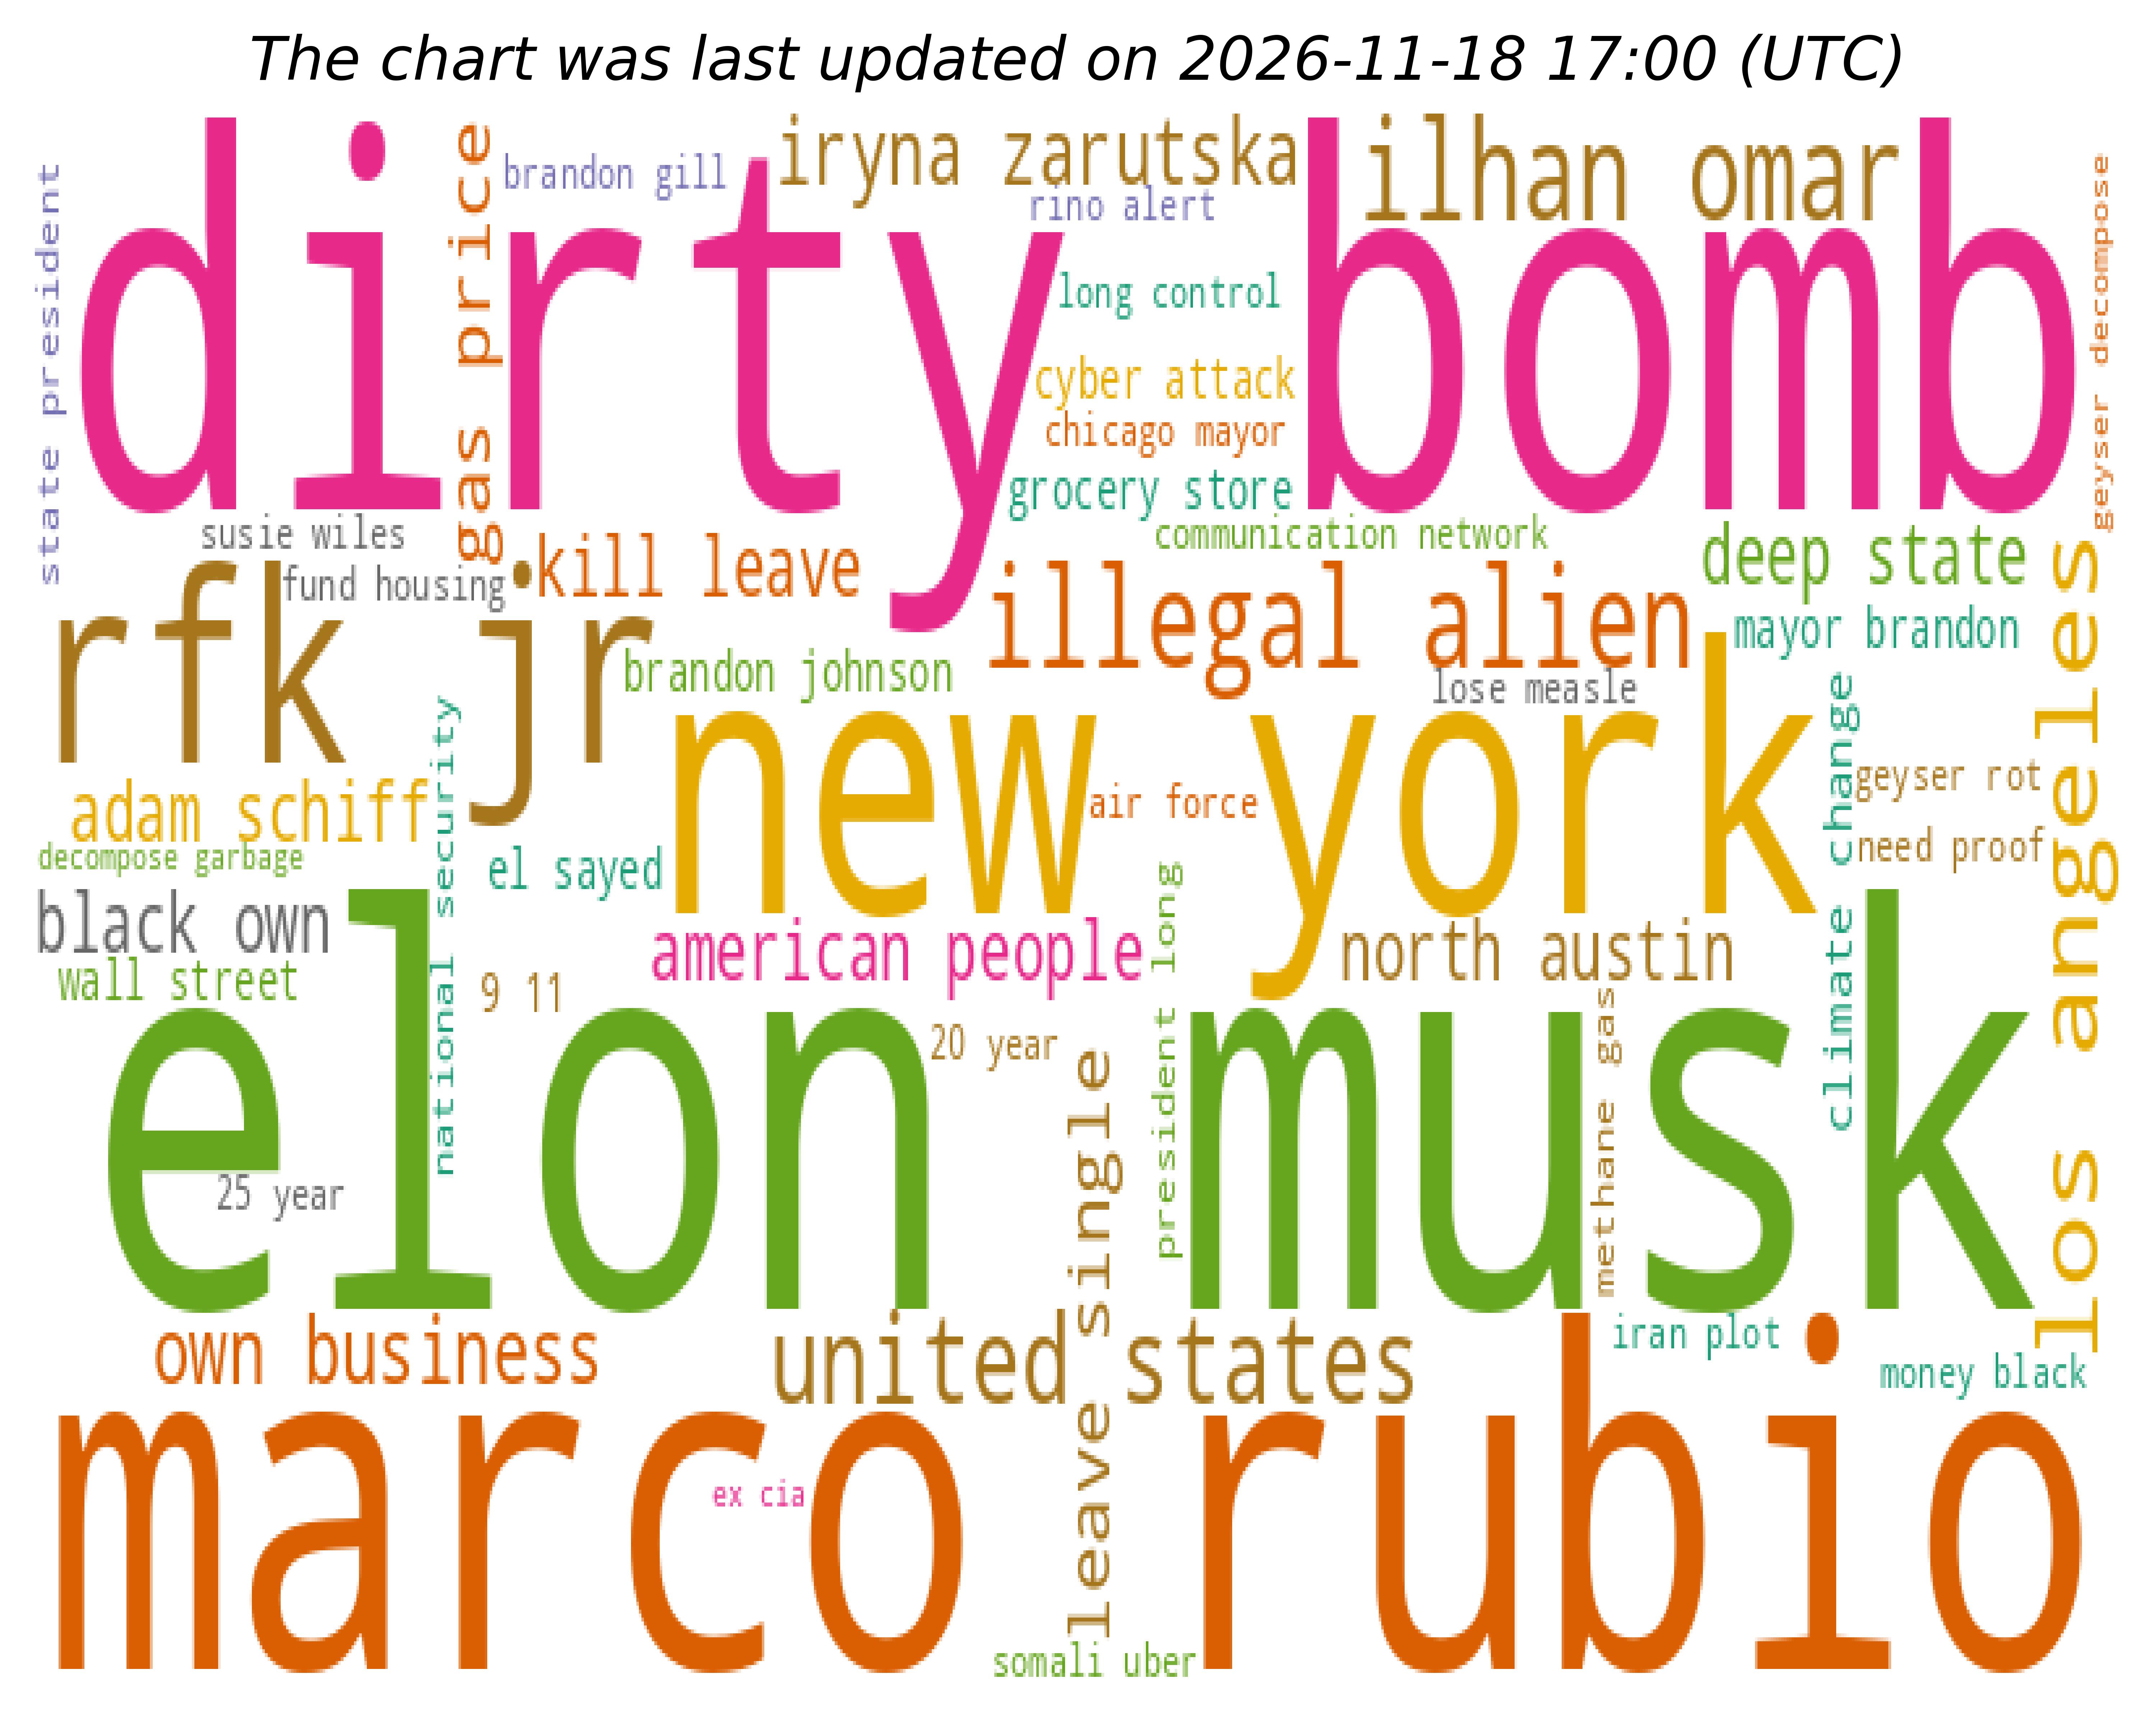 The chart was last updated on 2026-11-18 17:00 (UTC)
dirty bomb
state president
gas price
brandon gill
iryna zarutska
rino alert
ilhan omar
geyser decompose
long control
cyber attack
chicago mayor
grocery store
communication network
susie wiles
fund housing
kill leave
illegal alien
deep state
mayor brandon
rfk jr
brandon johnson
lose measle
new york
los angeles
climate change
national security
adam schiff
air force
geyser rot
need proof
decompose garbage
el sayed
black own
american people
president long
north austin
wall street
9 11
elon musk
20 year
leave single
methane gas
25 year
own business
united states
iran plot
money black
marco rubio
ex cia
somali uber